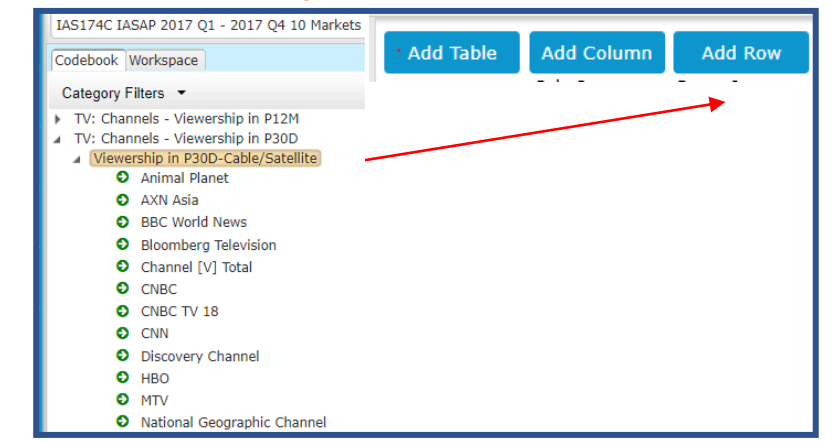 IAS174C IASAP 2017 Q1 - 2017 Q4 10 Markets
Add Table Add Column Add Row
Codebook Workspace
Category Filters
TV: Channels - Viewership in P12M
TV: Channels - Viewership in P30D
Viewership in P30D-Cable/Satellite
Animal Planet
AXN Asia
BBC World News
Bloomberg Television
Channel [V] Total
CNBC
CNBC TV 18
CNN
Discovery Channel
HBO
MTV
National Geographic Channel